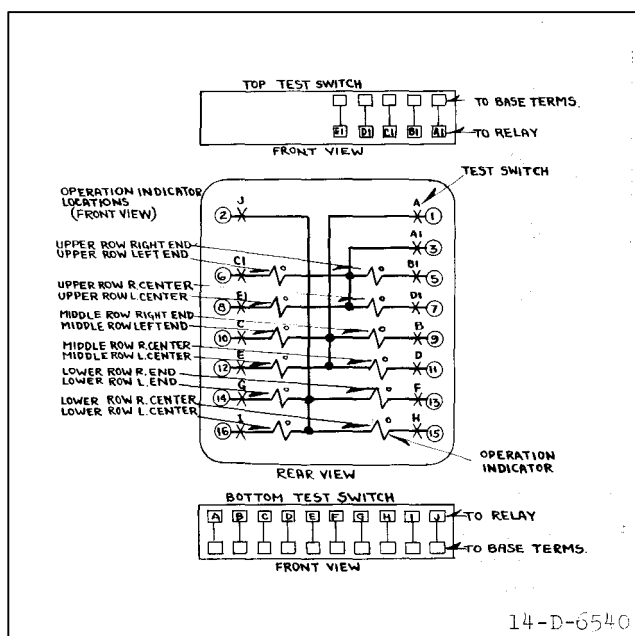 TOP TEST SWITCH
TO BASE TERMS.
E1 D1 C1 B1 A1
TO RELAY
FRONT VIEW
TEST SWITCH
OPERATION INDICATOR
LOCATIONS
(FRONT VIEW)
J
A
2
1
A1
3
UPPER ROW RIGHT END
UPPER ROW LEFT END
C1
B1
6
5
UPPER ROW R.CENTER
UPPER ROW L.CENTER
E1
D1
8
7
MIDDLE ROW RIGHT END
MIDDLE ROW LEFT END
C
B
10
9
MIDDLE ROW R.CENTER
MIDDLE ROW L.CENTER
E
D
12
11
LOWER ROW R.END
LOWER ROW L.END
G
F
14
13
LOWER ROW R.CENTER
LOWER ROW L.CENTER
I
H
16
15
OPERATION
INDICATOR
REAR VIEW
BOTTOM TEST SWITCH
A B C D E F G H I J
TO RELAY
TO BASE TERMS.
FRONT VIEW
14-D-6540